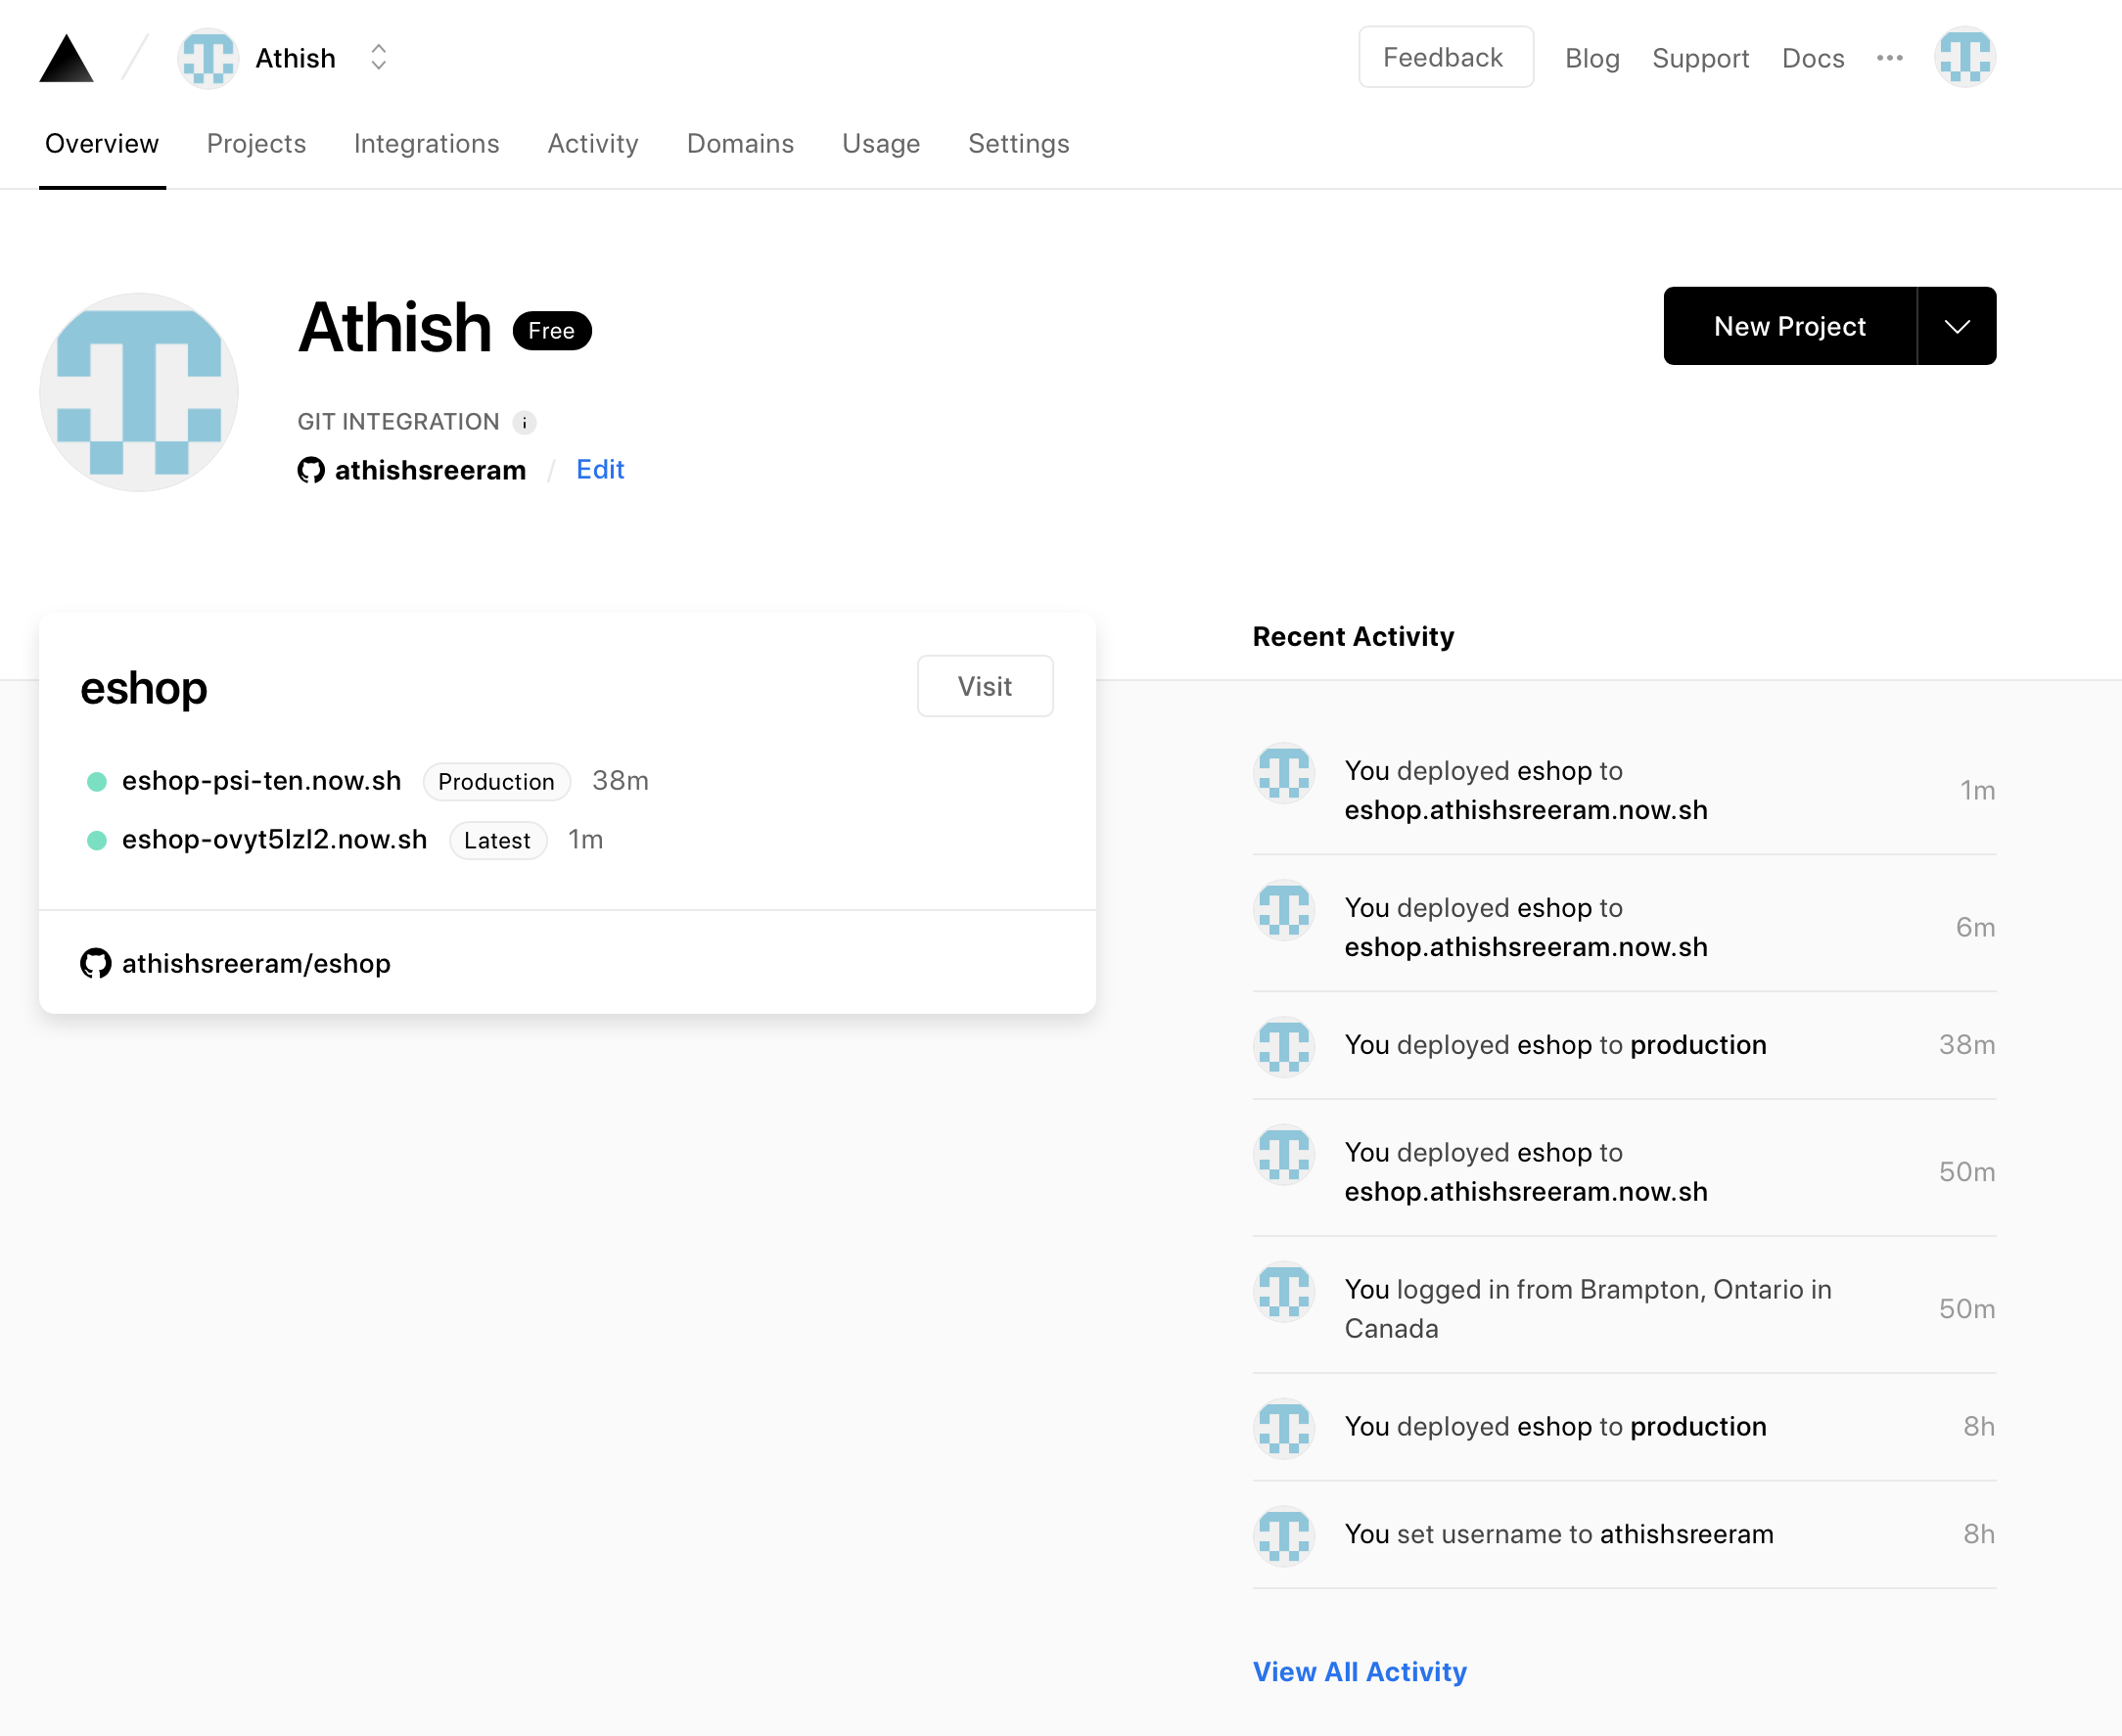 Athish
Feedback Blog Support Docs
Overview Projects Integrations Activity Domains Usage Settings
Athish Free
New Project
GIT INTEGRATION i
athishsreeram / Edit
eshop
Visit
eshop-psi-ten.now.sh Production 38m
eshop-ovyt5lzl2.now.sh Latest 1m
athishsreeram/eshop
Recent Activity
You deployed eshop to
eshop.athishsreeram.now.sh
1m
You deployed eshop to
eshop.athishsreeram.now.sh
6m
You deployed eshop to production 38m
You deployed eshop to
eshop.athishsreeram.now.sh
50m
You logged in from Brampton, Ontario in
Canada
50m
You deployed eshop to production 8h
You set username to athishsreeram 8h
View All Activity